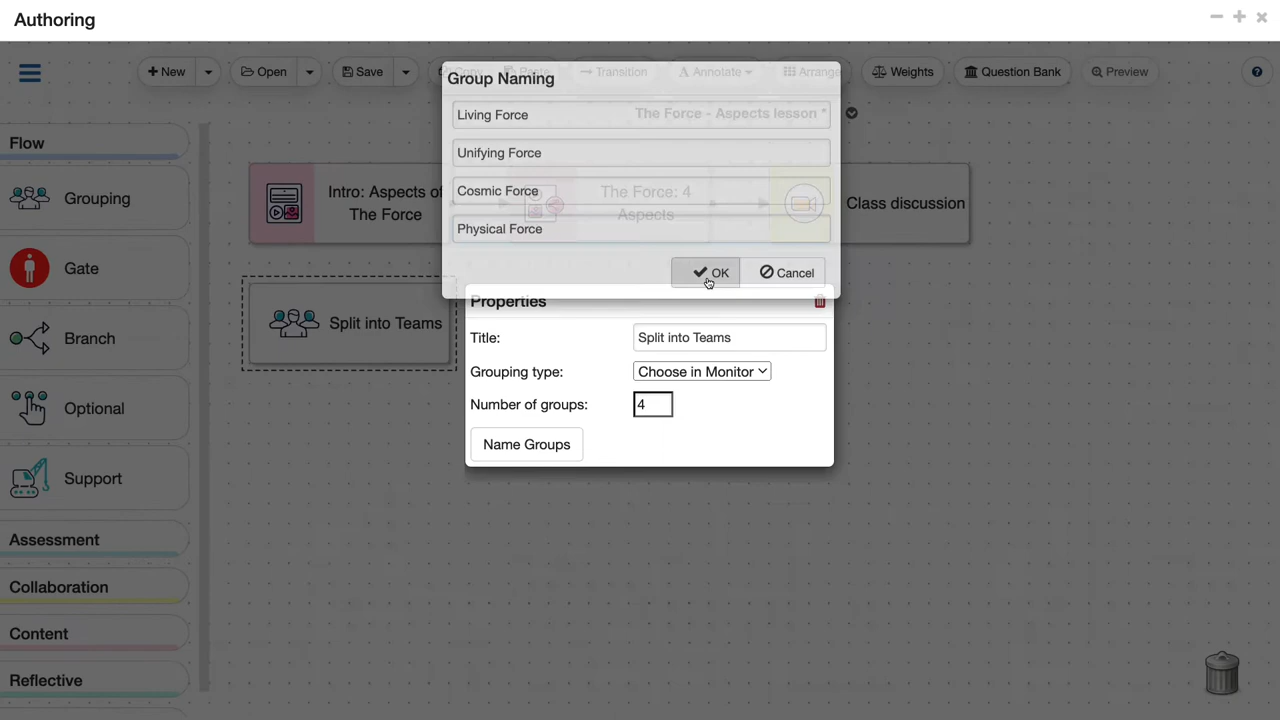 Authoring
New
Open
Save
Copy
Paste
Transition
Annotate
Arrange
Weights
Question Bank
Preview
Group Naming
Living Force
The Force - Aspects lesson *
Unifying Force
Cosmic Force
Physical Force
OK
Cancel
Flow
Grouping
Gate
Branch
Optional
Support
Assessment
Collaboration
Content
Reflective
Intro: Aspects of
The Force
The Force: 4
Aspects
Class discussion
Split into Teams
Properties
Title:
Split into Teams
Grouping type:
Choose in Monitor
Number of groups:
4
Name Groups